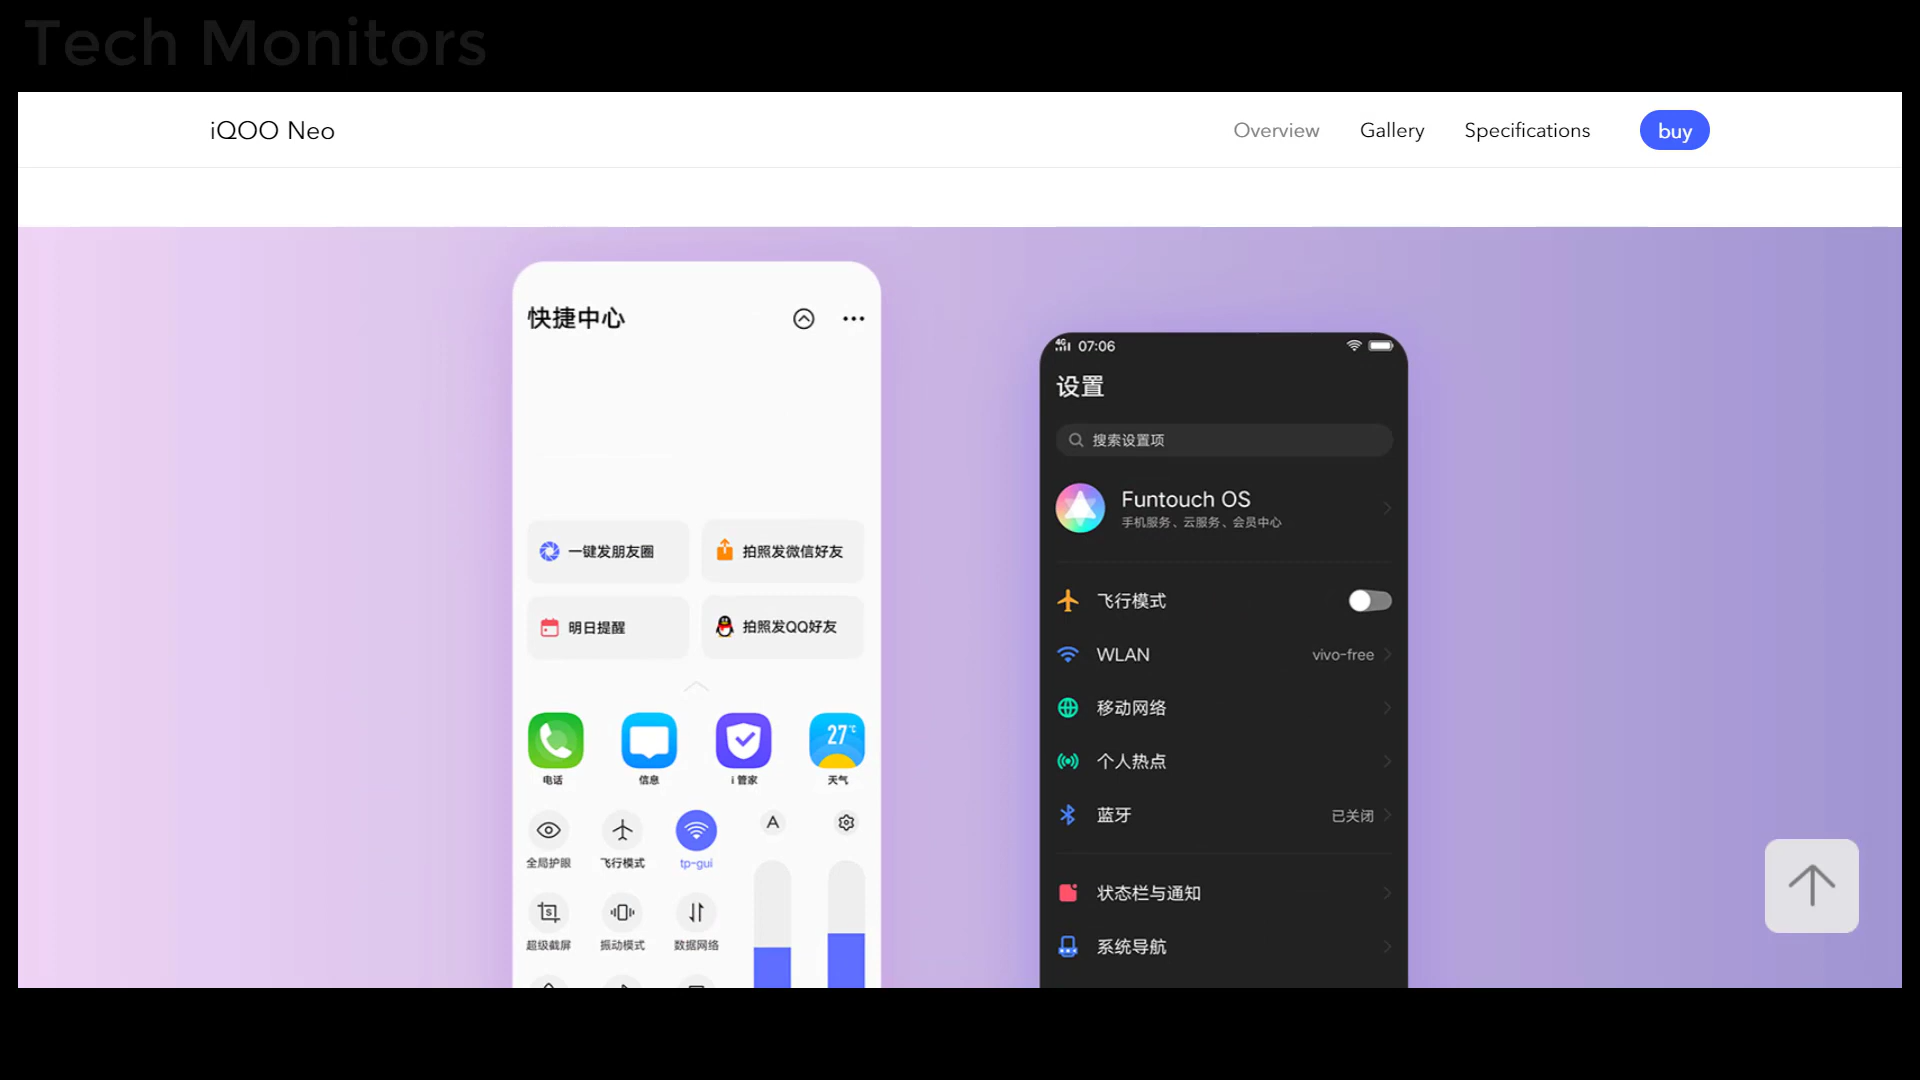 Tech Monitors
iQOO Neo
Overview
Gallery
Specifications
buy
快捷中心
一键发朋友圈
拍照发微信好友
明日提醒
拍照发QQ好友
27℃
电话
信息
i 管家
天气
A
全局护眼
飞行模式
tp-gui
超级截屏
振动模式
数据网络
4G 07:06
设置
搜索设置项
Funtouch OS
手机服务、云服务、会员中心
飞行模式
WLAN vivo-free
移动网络
个人热点
蓝牙 已关闭
状态栏与通知
系统导航